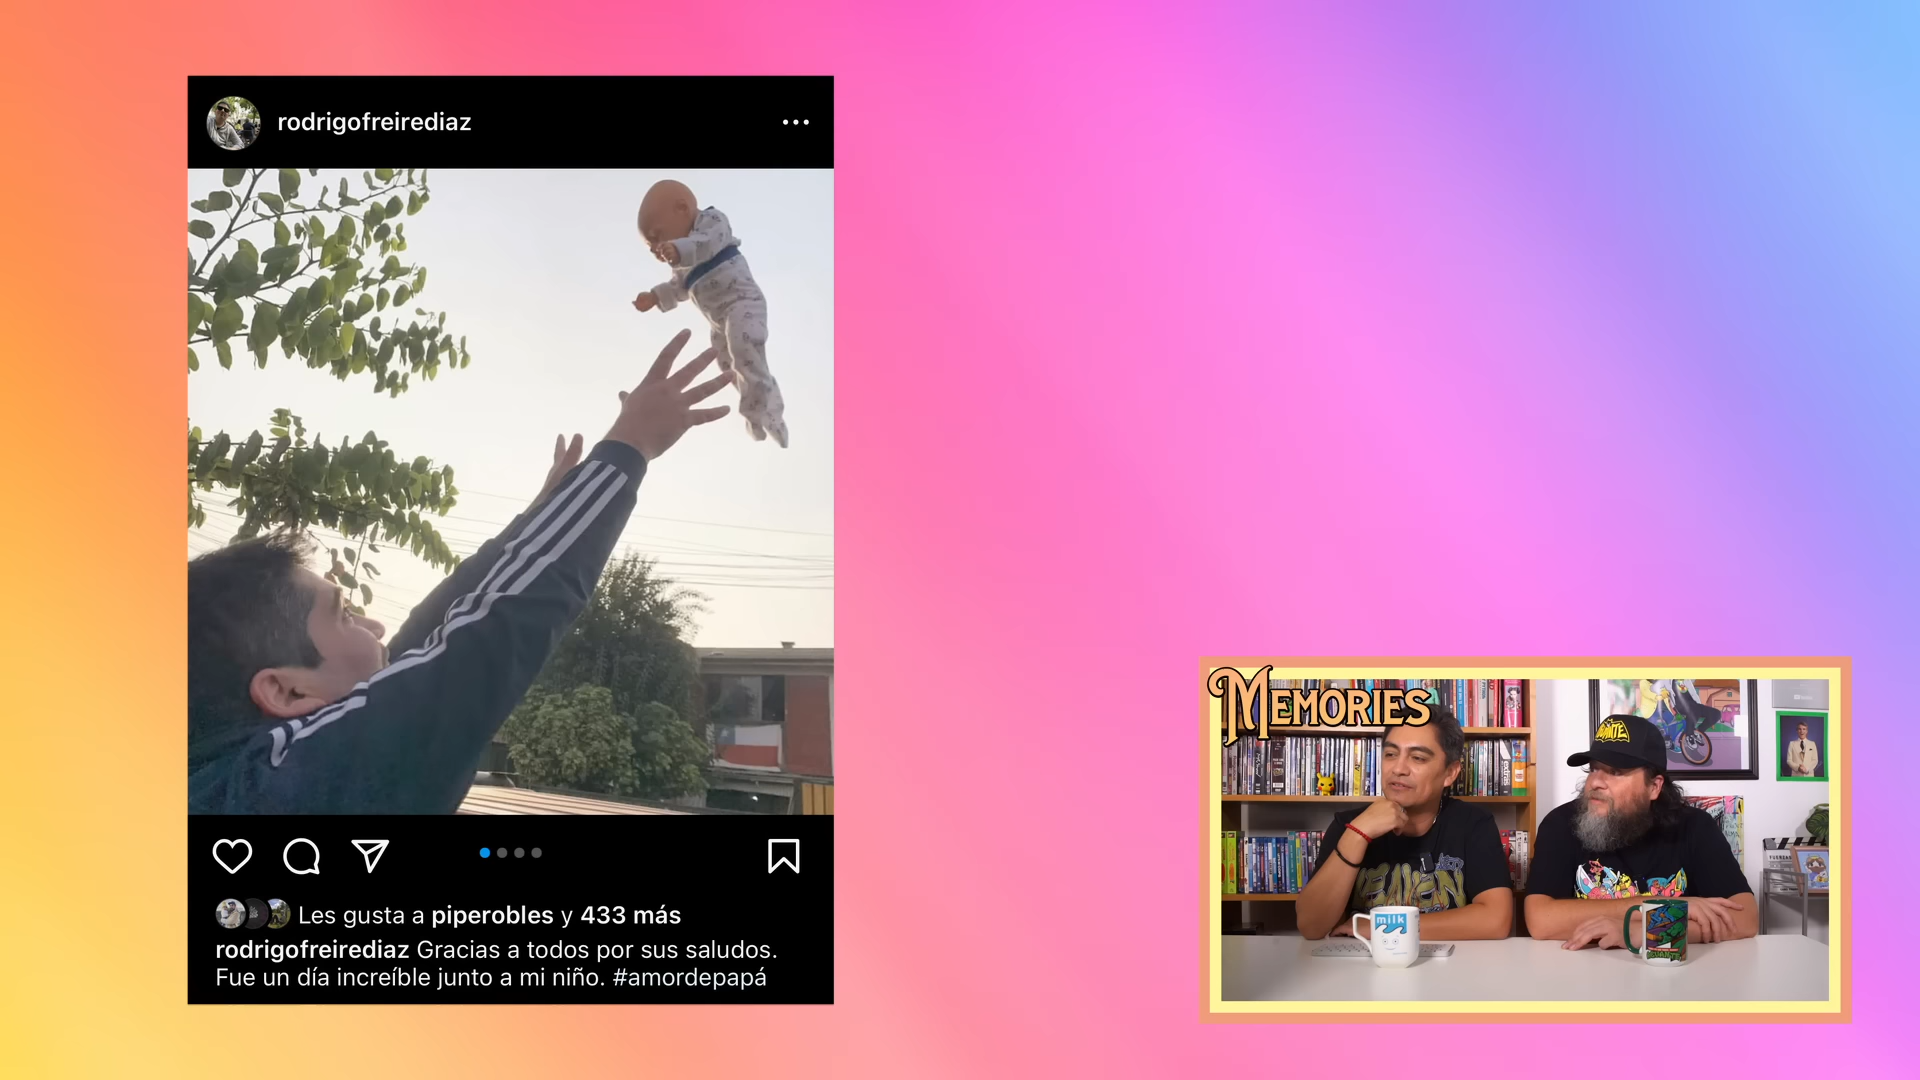 rodrigofreirediaz
Les gusta a piperobles y 433 más
rodrigofreirediaz Gracias a todos por sus saludos.
Fue un día increíble junto a mi niño. #amordepapá
MEMORIES
milk